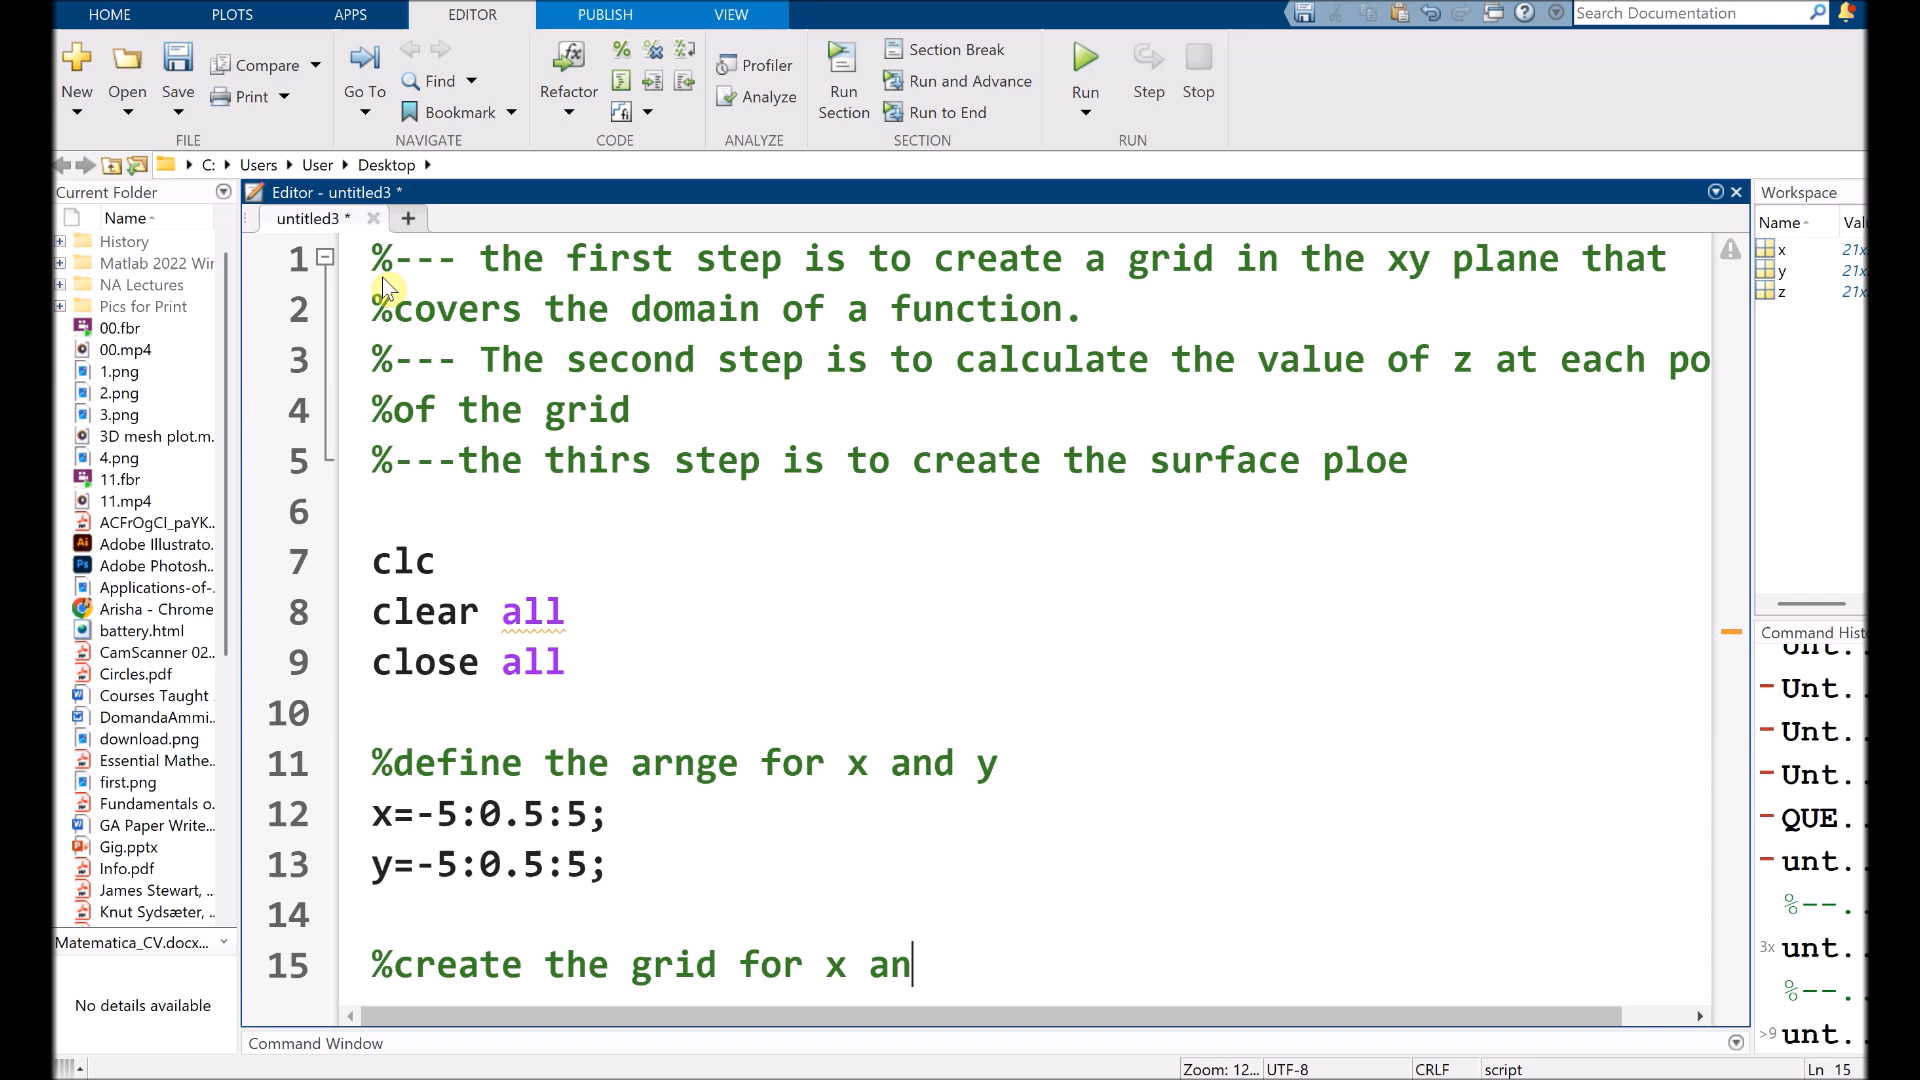 HOME PLOTS APPS EDITOR PUBLISH VIEW Search Documentation
New Open Save Compare Print
FILE
Go To Find Bookmark
NAVIGATE
Refactor
CODE
Profiler
Analyze
ANALYZE
Run Section
Section Break
Run and Advance
Run to End
SECTION
Run Step Stop
RUN
C: Users User Desktop
Current Folder
Name
History
Matlab 2022 Wir
NA Lectures
Pics for Print
00.fbr
00.mp4
1.png
2.png
3.png
3D mesh plot.m.
4.png
11.fbr
11.mp4
ACFrOgCI_paYK..
Adobe Illustrato.
Adobe Photosh..
Applications-of-.
Arisha - Chrome
battery.html
CamScanner 02..
Circles.pdf
Courses Taught
DomandaAmmi..
download.png
Essential Mathe..
first.png
Fundamentals o.
GA Paper Write...
Gig.pptx
Info.pdf
James Stewart, ..
Knut Sydsæter, ..
Matematica_CV.docx...
No details available
Editor - untitled3 *
untitled3 * +
1 %--- the first step is to create a grid in the xy plane that
2 %covers the domain of a function.
3 %--- The second step is to calculate the value of z at each po
4 %of the grid
5 %---the thirs step is to create the surface ploe
6
7 clc
8 clear all
9 close all
10
11 %define the arnge for x and y
12 x=-5:0.5:5;
13 y=-5:0.5:5;
14
15 %create the grid for x an
Command Window
Workspace
Name Val
x 21x
y 21x
z 21x
Command Hist
Unt..
Unt..
Unt..
QUE..
unt..
%--..
3x unt..
%--..
>9 unt..
Zoom: 12... UTF-8 CRLF script Ln 15